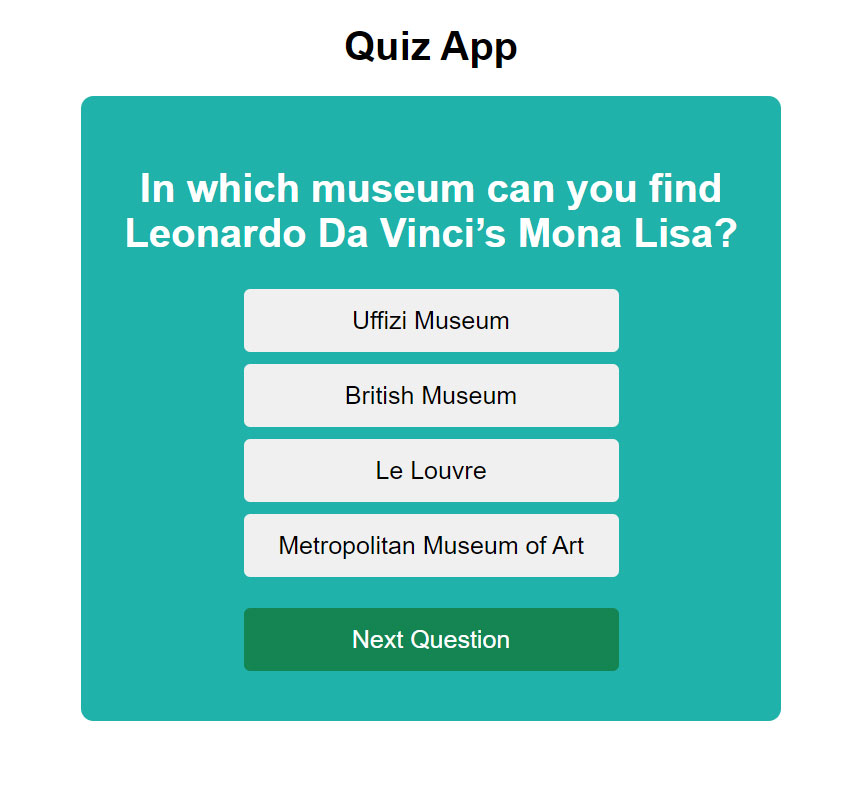 Quiz App
In which museum can you find
Leonardo Da Vinci’s Mona Lisa?
Uffizi Museum
British Museum
Le Louvre
Metropolitan Museum of Art
Next Question